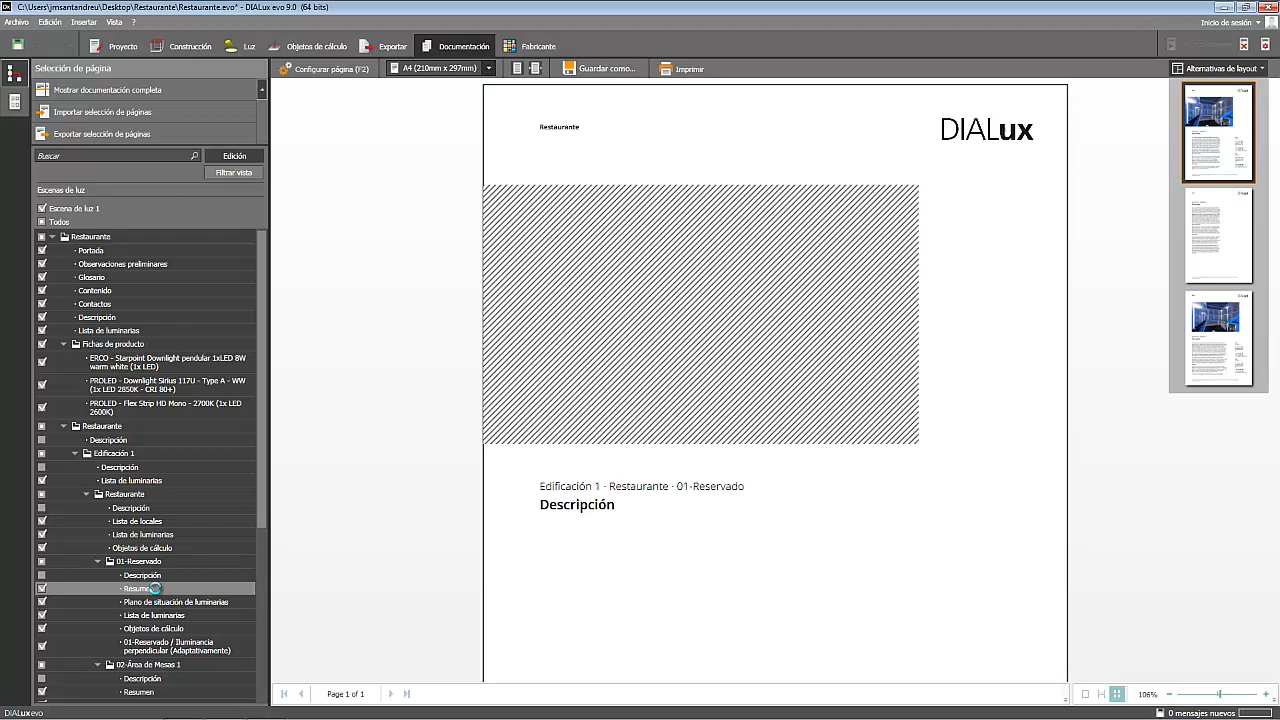 C:\Users\jmsantandreu\Desktop\Restaurante\Restaurante.evo* - DIALux evo 9.0 (64 bits)
Archivo Edición Insertar Vista ? Inicio de sesión
Proyecto Construcción Luz Objetos de cálculo Exportar Documentación Fabricante
Selección de página Configurar página (F2) A4 (210mm x 297mm) Guardar como... Imprimir Alternativas de layout
Mostrar documentación completa
Importar selección de páginas
Exportar selección de páginas
Buscar Edición
Filtrar vista
Escenas de luz
Escena de luz 1
Todos
Restaurante
· Portada
· Observaciones preliminares
· Glosario
· Contenido
· Contactos
· Descripción
· Lista de luminarias
Fichas de producto
· ERCO - Starpoint Downlight pendular 1xLED 8W
warm white (1x LED)
· PROLED - Downlight Sirius 117U - Type A - WW
(1x LED 2850K - CRI 80+)
· PROLED - Flex Strip HD Mono - 2700K (1x LED
2600K)
Restaurante
· Descripción
Edificación 1
· Descripción
· Lista de luminarias
Restaurante
· Descripción
· Lista de locales
· Lista de luminarias
· Objetos de cálculo
01-Reservado
· Descripción
· Resumen
· Plano de situación de luminarias
· Lista de luminarias
· Objetos de cálculo
· 01-Reservado / Iluminancia
perpendicular (Adaptativamente)
02-Área de Mesas 1
· Descripción
· Resumen
Restaurante
DIALux
Edificación 1 · Restaurante · 01-Reservado
Descripción
Page 1 of 1
106%
DIALux evo
0 mensajes nuevos